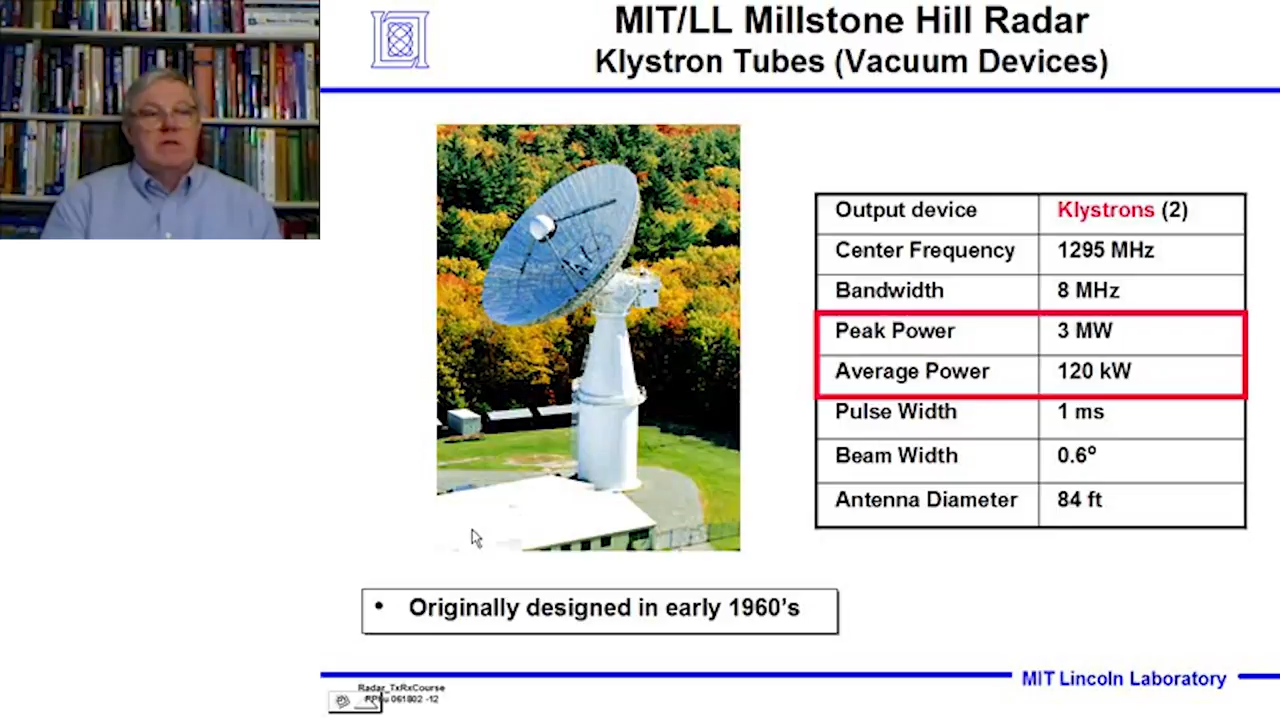 MIT/LL Millstone Hill Radar
Klystron Tubes (Vacuum Devices)
Output device Klystrons (2)
Center Frequency 1295 MHz
Bandwidth 8 MHz
Peak Power 3 MW
Average Power 120 kW
Pulse Width 1 ms
Beam Width 0.6°
Antenna Diameter 84 ft
• Originally designed in early 1960's
MIT Lincoln Laboratory
Radar_TxRxCourse
061802 -12